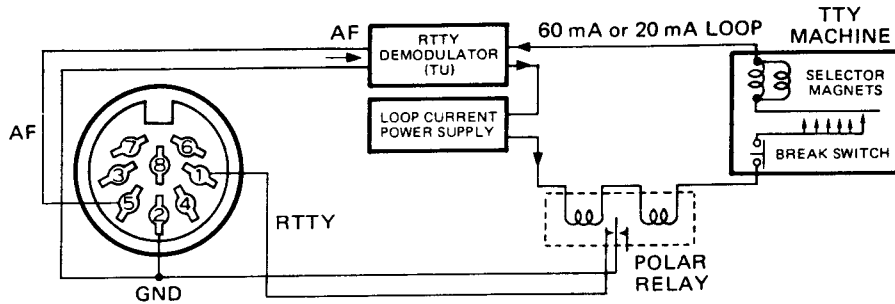 AF
RTTY
DEMODULATOR
(TU)
60 mA or 20 mA LOOP
TTY
MACHINE
SELECTOR
MAGNETS
LOOP CURRENT
POWER SUPPLY
BREAK SWITCH
AF
7
6
8
3
1
5
4
2
RTTY
GND
POLAR
RELAY